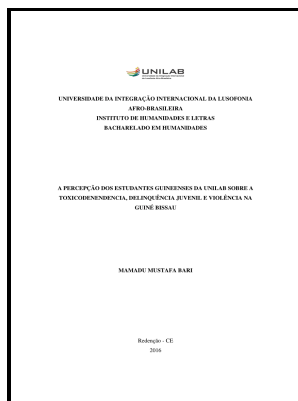 UNILAB
UNIVERSIDADE DA INTEGRAÇÃO INTERNACIONAL DA LUSOFONIA
AFRO-BRASILEIRA
INSTITUTO DE HUMANIDADES E LETRAS
BACHARELADO EM HUMANIDADES
A PERCEPÇÃO DOS ESTUDANTES GUINEENSES DA UNILAB SOBRE A
TOXICODENENDENCIA, DELINQUÊNCIA JUVENIL E VIOLÊNCIA NA
GUINÉ BISSAU
MAMADU MUSTAFA BARI
Redenção - CE
2016